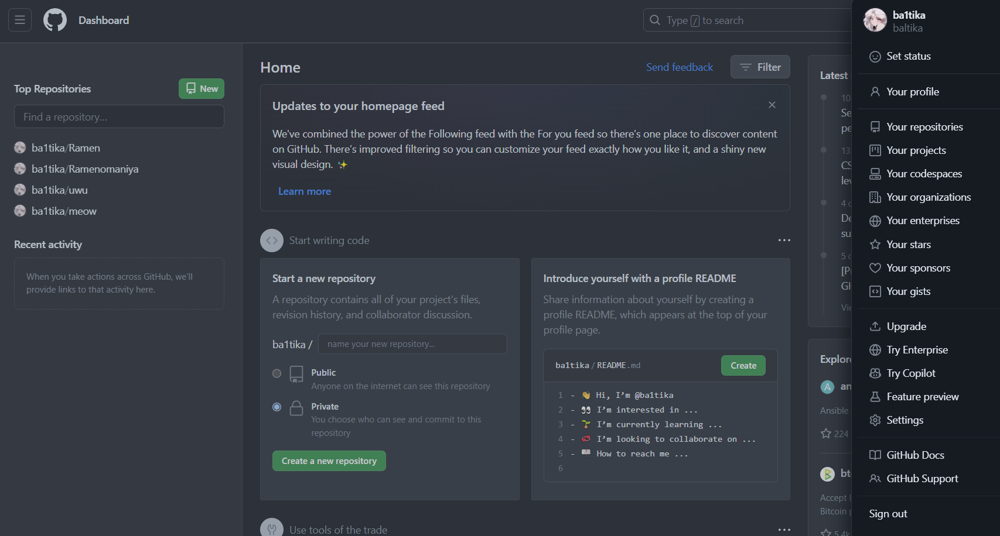 Dashboard
Type / to search
Top Repositories
New
Find a repository...
ba1tika/Ramen
ba1tika/Ramenomaniya
ba1tika/uwu
ba1tika/meow
Recent activity
When you take actions across GitHub, we'll
provide links to that activity here.
Home
Send feedback
Filter
Updates to your homepage feed
We've combined the power of the Following feed with the For you feed so there's one place to discover content
on GitHub. There's improved filtering so you can customize your feed exactly how you like it, and a shiny new
visual design. ✨
Learn more
Start writing code
Start a new repository
A repository contains all of your project's files,
revision history, and collaborator discussion.
ba1tika /
name your new repository...
Public
Anyone on the internet can see this repository
Private
You choose who can see and commit to this
repository
Create a new repository
Introduce yourself with a profile README
Share information about yourself by creating a
profile README, which appears at the top of your
profile page.
ba1tika/README.md
Create
1 - 👋 Hi, I'm @ba1tika
2 - 👀 I'm interested in ...
3 - 🌱 I'm currently learning ...
4 - 💞️ I'm looking to collaborate on ...
5 - 📫 How to reach me ...
6
Use tools of the trade
Latest
10
Se
pe
13
CS
lev
4 d
De
su
5 d
[Pu
GH
Vie
Explore
an
Ansible
224
bt
Accept
Bitcoin p
5.4k
ba1tika
baltika
Set status
Your profile
Your repositories
Your projects
Your codespaces
Your organizations
Your enterprises
Your stars
Your sponsors
Your gists
Upgrade
Try Enterprise
Try Copilot
Feature preview
Settings
GitHub Docs
GitHub Support
Sign out